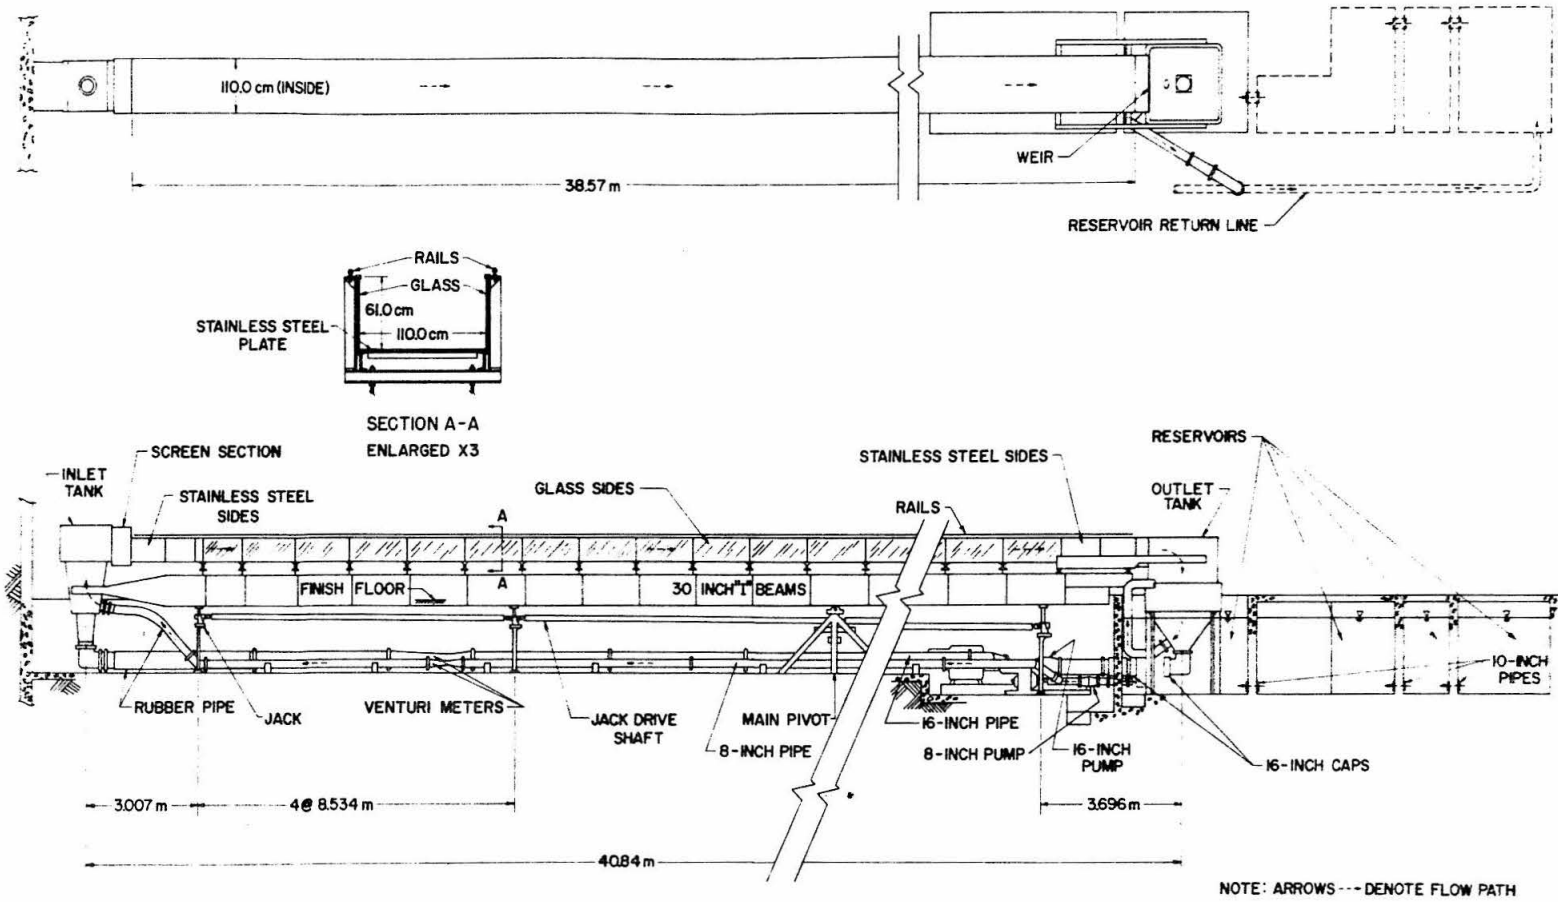 110.0 cm (INSIDE)
WEIR
38.57 m
RESERVOIR RETURN LINE
RAILS
GLASS
61.0 cm
110.0 cm
STAINLESS STEEL
PLATE
SECTION A-A
ENLARGED X3
SCREEN SECTION
INLET
TANK
STAINLESS STEEL
SIDES
GLASS SIDES
STAINLESS STEEL SIDES
RESERVOIRS
OUTLET
TANK
RAILS
A
A
FINISH FLOOR
30 INCH "I" BEAMS
RUBBER PIPE
JACK
VENTURI METERS
JACK DRIVE
SHAFT
8-INCH PIPE
MAIN PIVOT
16-INCH PIPE
8-INCH PUMP
16-INCH
PUMP
16-INCH CAPS
10-INCH
PIPES
3.007 m
4 @ 8.534 m
3.696 m
40.84 m
NOTE: ARROWS --- DENOTE FLOW PATH